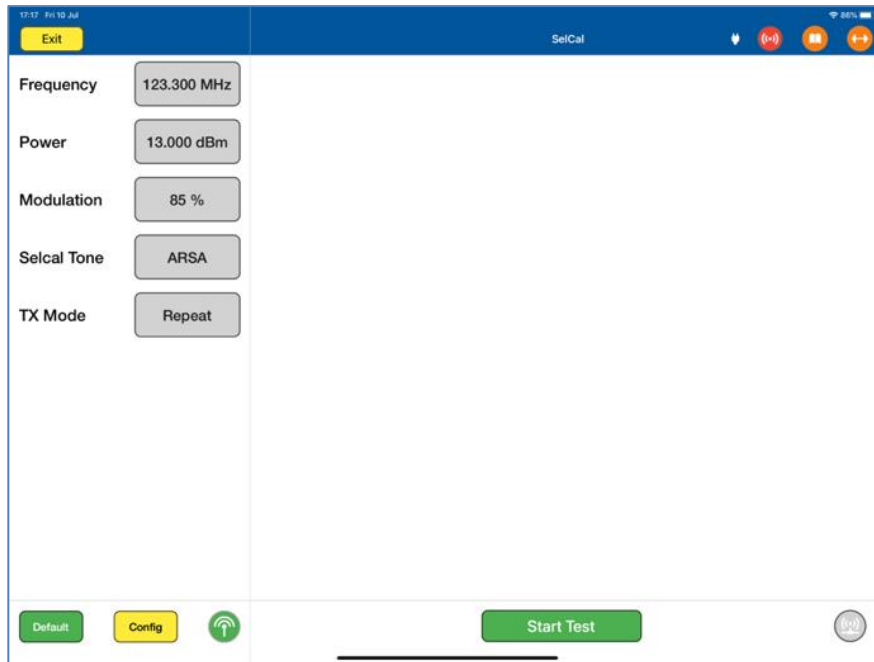 17:17 Fri 10 Jul
86%
Exit
SelCal
Frequency
123.300 MHz
Power
13.000 dBm
Modulation
85 %
Selcal Tone
ARSA
TX Mode
Repeat
Default
Config
Start Test